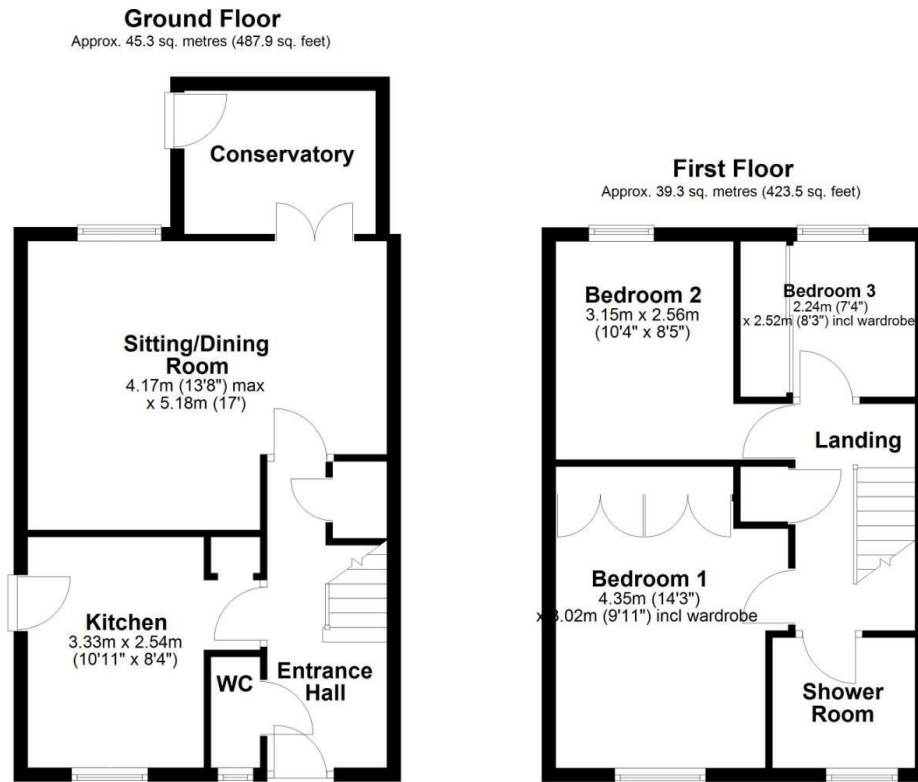 Ground Floor
Approx. 45.3 sq. metres (487.9 sq. feet)
Conservatory
Sitting/Dining
Room
4.17m (13'8") max
x 5.18m (17')
Kitchen
3.33m x 2.54m
(10'11" x 8'4")
WC
Entrance
Hall
First Floor
Approx. 39.3 sq. metres (423.5 sq. feet)
Bedroom 2
3.15m x 2.56m
(10'4" x 8'5")
Bedroom 3
2.24m (7'4")
x 2.52m (8'3") incl wardrobe
Landing
Bedroom 1
4.35m (14'3")
x 3.02m (9'11") incl wardrobe
Shower
Room